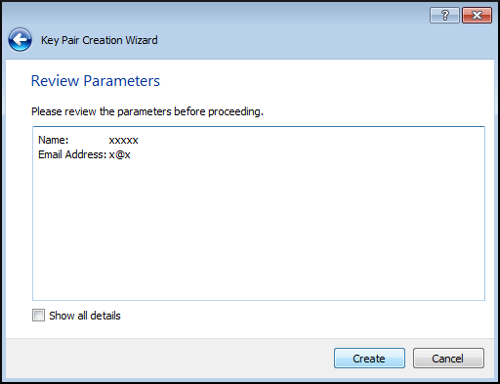 Key Pair Creation Wizard
Review Parameters
Please review the parameters before proceeding.
Name: xxxxx
Email Address: x@x
Show all details
Create Cancel